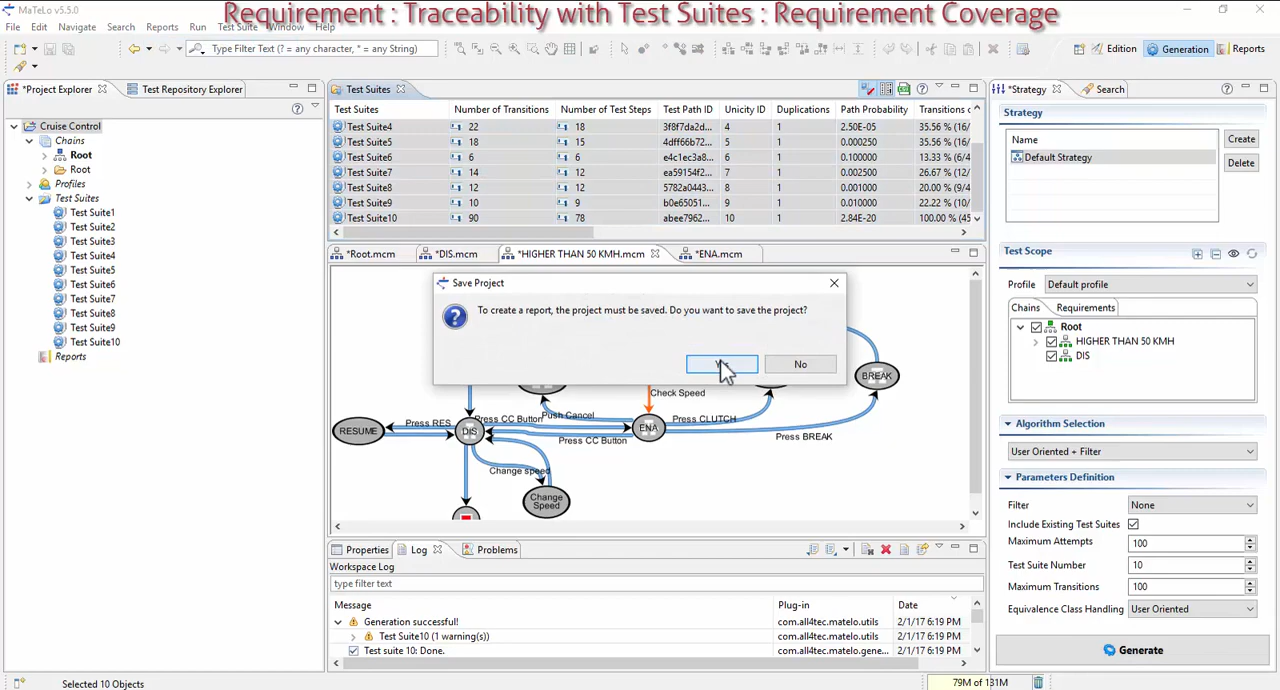 Requirement : Traceability with Test Suites : Requirement Coverage
MaTeLo v5.5.0
File Edit Navigate Search Reports Run Test Suite Window Help
Type Filter Text (? = any character, * = any String)
Edition Generation Reports
*Project Explorer Test Repository Explorer
Cruise Control
Chains
Root
Root
Profiles
Test Suites
Test Suite1
Test Suite2
Test Suite3
Test Suite4
Test Suite5
Test Suite6
Test Suite7
Test Suite8
Test Suite9
Test Suite10
Reports
Test Suites
Test Suites Number of Transitions Number of Test Steps Test Path ID Unicity ID Duplications Path Probability Transitions c
Test Suite4 22 18 3f8f7da2d... 4 1 2.50E-05 35.56 % (16/
Test Suite5 18 15 4dff66b72... 5 1 0.000250 35.56 % (16/
Test Suite6 6 6 e4c1ec3a8... 6 1 0.100000 13.33 % (6/4
Test Suite7 14 12 ea59154f2... 7 1 0.002500 26.67 % (12/
Test Suite8 12 12 5782a0443... 8 1 0.001000 20.00 % (9/4
Test Suite9 10 9 b0e65051... 9 1 0.010000 22.22 % (10/
Test Suite10 90 78 abee7962... 10 1 2.84E-20 100.00 % (45
*Root.mcm *DIS.mcm *HIGHER THAN 50 KMH.mcm *ENA.mcm
Save Project
To create a report, the project must be saved. Do you want to save the project?
No
BREAK
Check Speed
Push Cancel
Press CLUTCH
Press RES
Press CC Button
RESUME
DIS
ENA
Press CC Button
Press BREAK
Change speed
Change
Speed
Properties Log Problems
Workspace Log
type filter text
Message Plug-in Date
Generation successful! com.all4tec.matelo.utils 2/1/17 6:19 PM
Test Suite10 (1 warning(s)) com.all4tec.matelo.utils 2/1/17 6:19 PM
Test suite 10: Done. com.all4tec.matelo.gene... 2/1/17 6:19 PM
*Strategy Search
Strategy
Name
Default Strategy
Create
Delete
Test Scope
Profile Default profile
Chains Requirements
Root
HIGHER THAN 50 KMH
DIS
Algorithm Selection
User Oriented + Filter
Parameters Definition
Filter None
Include Existing Test Suites
Maximum Attempts 100
Test Suite Number 10
Maximum Transitions 100
Equivalence Class Handling User Oriented
Generate
Selected 10 Objects
79M of 131M